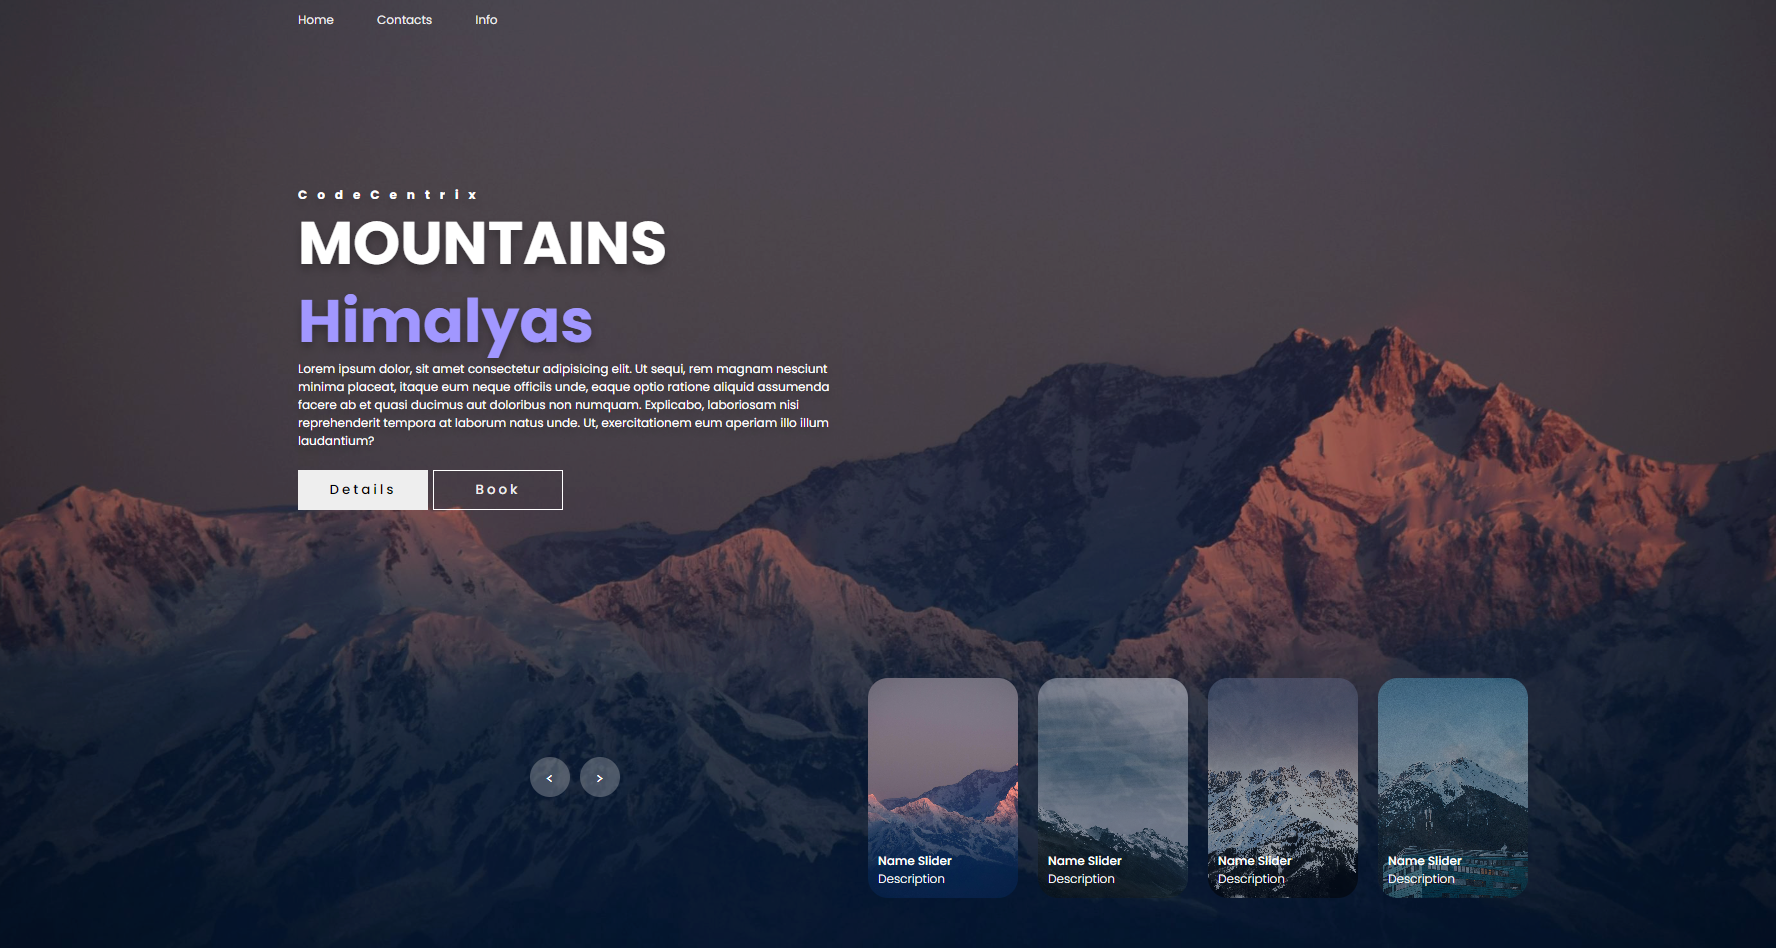 Home Contacts Info
CodeCentrix
MOUNTAINS
Himalyas
Lorem ipsum dolor, sit amet consectetur adipisicing elit. Ut sequi, rem magnam nesciunt
minima placeat, itaque eum neque officiis unde, eaque optio ratione aliquid assumenda
facere ab et quasi ducimus aut doloribus non numquam. Explicabo, laboriosam nisi
reprehenderit tempora at laborum natus unde. Ut, exercitationem eum aperiam illo illum
laudantium?
Details Book
< >
Name Slider
Description
Name Slider
Description
Name Slider
Description
Name Slider
Description